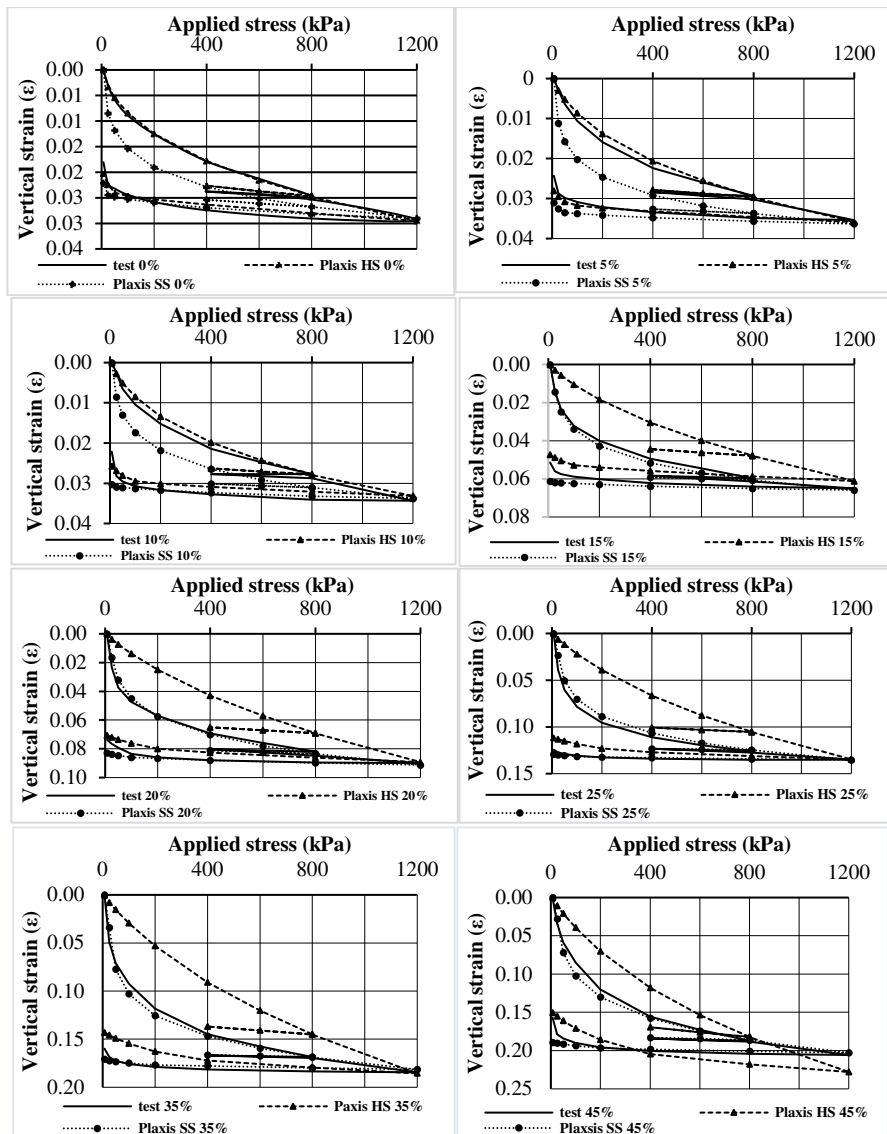 Applied stress (kPa)
0 400 800 1200
0.00
0.01
0.01
0.02
0.02
0.03
0.03
0.04
Vertical strain (ε)
test 0% Plaxis HS 0%
Plaxis SS 0%
Applied stress (kPa)
0 400 800 1200
0
0.01
0.02
0.03
0.04
Vertical strain (ε)
test 5% Plaxis HS 5%
Plaxis SS 5%
Applied stress (kPa)
0 400 800 1200
0.00
0.01
0.02
0.03
0.04
Vertical strain (ε)
test 10% Plaxis HS 10%
Plaxis SS 10%
Applied stress (kPa)
0 400 800 1200
0.00
0.02
0.04
0.06
0.08
Vertical strain (ε)
test 15% Plaxis HS 15%
Plaxis SS 15%
Applied stress (kPa)
0 400 800 1200
0.00
0.02
0.04
0.06
0.08
0.10
Vertical strain (ε)
test 20% Plaxis HS 20%
Plaxis SS 20%
Applied stress (kPa)
0 400 800 1200
0.00
0.05
0.10
0.15
Vertical strain (ε)
test 25% Plaxis HS 25%
Plaxis SS 25%
Applied stress (kPa)
0 400 800 1200
0.00
0.05
0.10
0.15
0.20
Vertical strain (ε)
test 35% Paxis HS 35%
Plaxis SS 35%
Applied stress (kPa)
0 400 800 1200
0.00
0.05
0.10
0.15
0.20
0.25
Vertical strain (ε)
test 45% Plaxis HS 45%
Plaxsis SS 45%